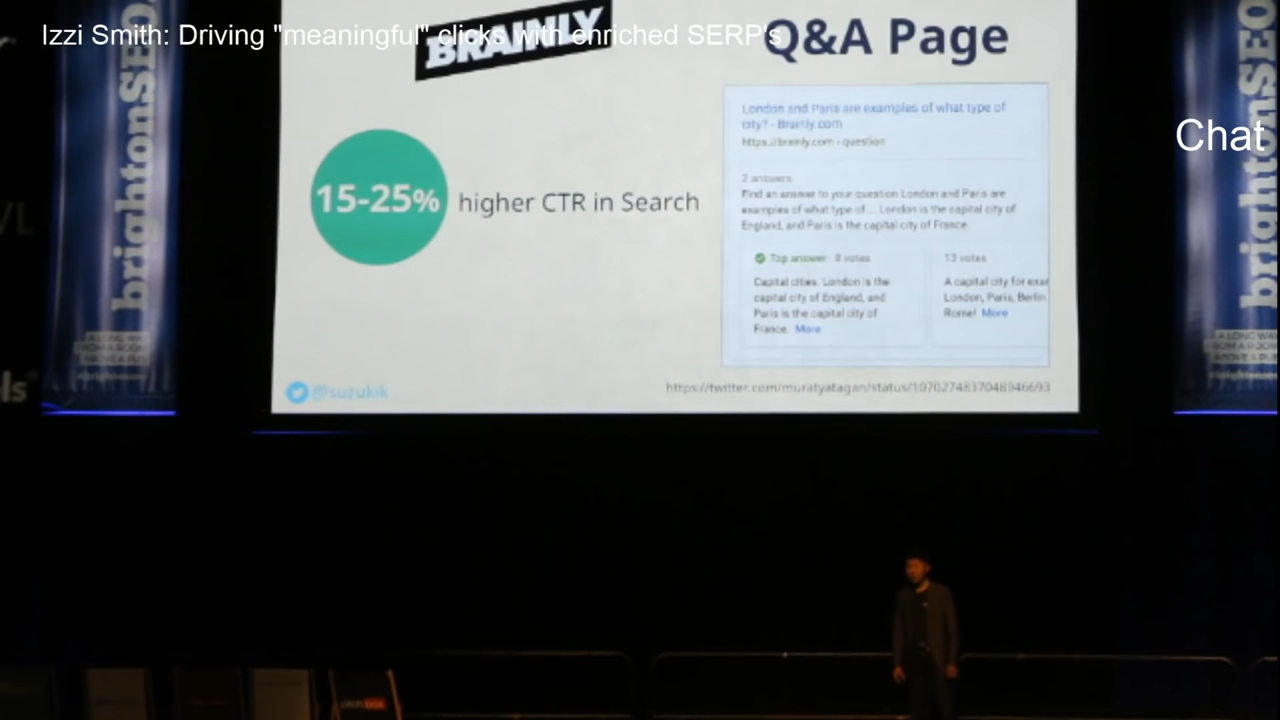 Izzi Smith: Driving "meaningful" clicks with enriched SERP's
BRAINLY
Q&A Page
Chat
15-25% higher CTR in Search
London and Paris are examples of what type of
city? - Brainly.com
https://brainly.com › question
2 answers
Find an answer to your question London and Paris are
examples of what type of ... London is the capital city of
England, and Paris is the capital city of France.
Top answer · 8 votes
Capital cities. London is the
capital city of England, and
Paris is the capital city of
France. More
13 votes
A capital city for exam
London, Paris, Berlin
Rome! More
@suzukik
https://twitter.com/muratyatagan/status/1070274837048946693
brightonSEO
brightonSEO